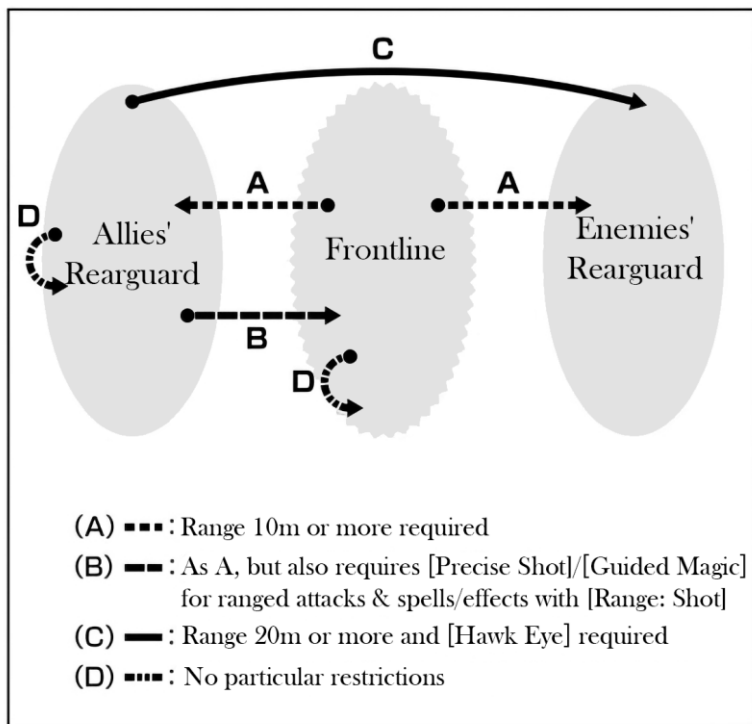 C
A
A
D
Allies'
Rearguard
Frontline
Enemies'
Rearguard
B
D
(A) : Range 10m or more required
(B) : As A, but also requires [Precise Shot]/[Guided Magic]
for ranged attacks & spells/effects with [Range: Shot]
(C) : Range 20m or more and [Hawk Eye] required
(D) : No particular restrictions